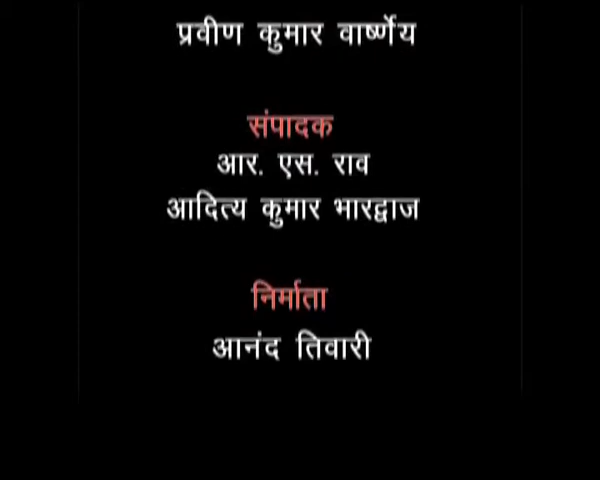 प्रवीण कुमार वार्ष्णेय
संपादक
आर. एस. राव
आदित्य कुमार भारद्वाज
निर्माता
आनंद तिवारी